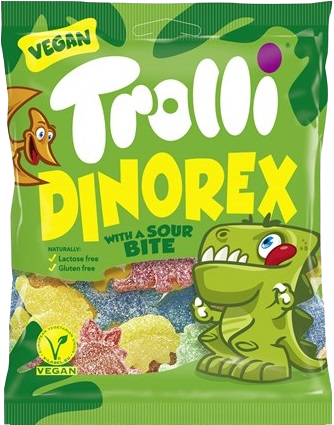 VEGAN
Trolli
DINOREX
WITH A SOUR
BITE
NATURALLY:
✓ Lactose free
✓ Gluten free
VEGAN